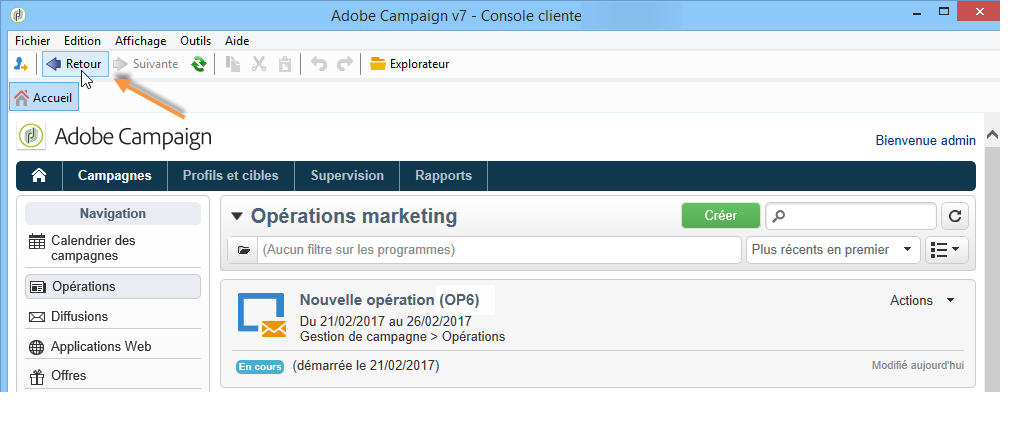 Adobe Campaign v7 - Console cliente
Fichier Edition Affichage Outils Aide
Retour Suivante Explorateur
Accueil
Adobe Campaign
Bienvenue admin
Campagnes Profils et cibles Supervision Rapports
Navigation
Calendrier des
campagnes
Opérations
Diffusions
Applications Web
Offres
Opérations marketing
Créer
(Aucun filtre sur les programmes)
Plus récents en premier
Nouvelle opération (OP6)
Actions
Du 21/02/2017 au 26/02/2017
Gestion de campagne > Opérations
En cours (démarrée le 21/02/2017)
Modifié aujourd'hui